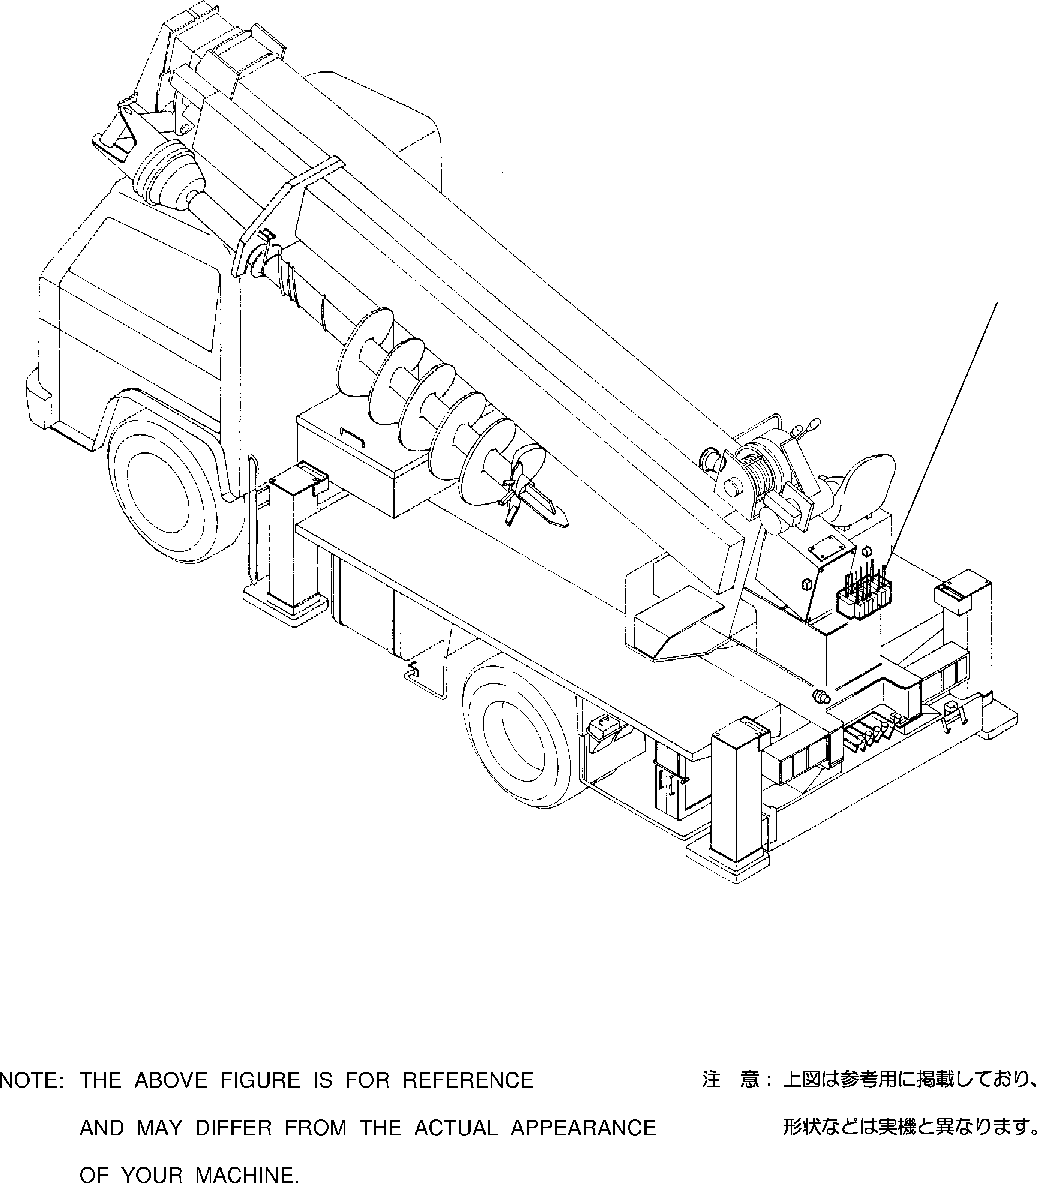 NOTE: THE ABOVE FIGURE IS FOR REFERENCE
AND MAY DIFFER FROM THE ACTUAL APPEARANCE
OF YOUR MACHINE.
注 意: 上図は参考用に掲載しており、
形状などは実機と異なります。